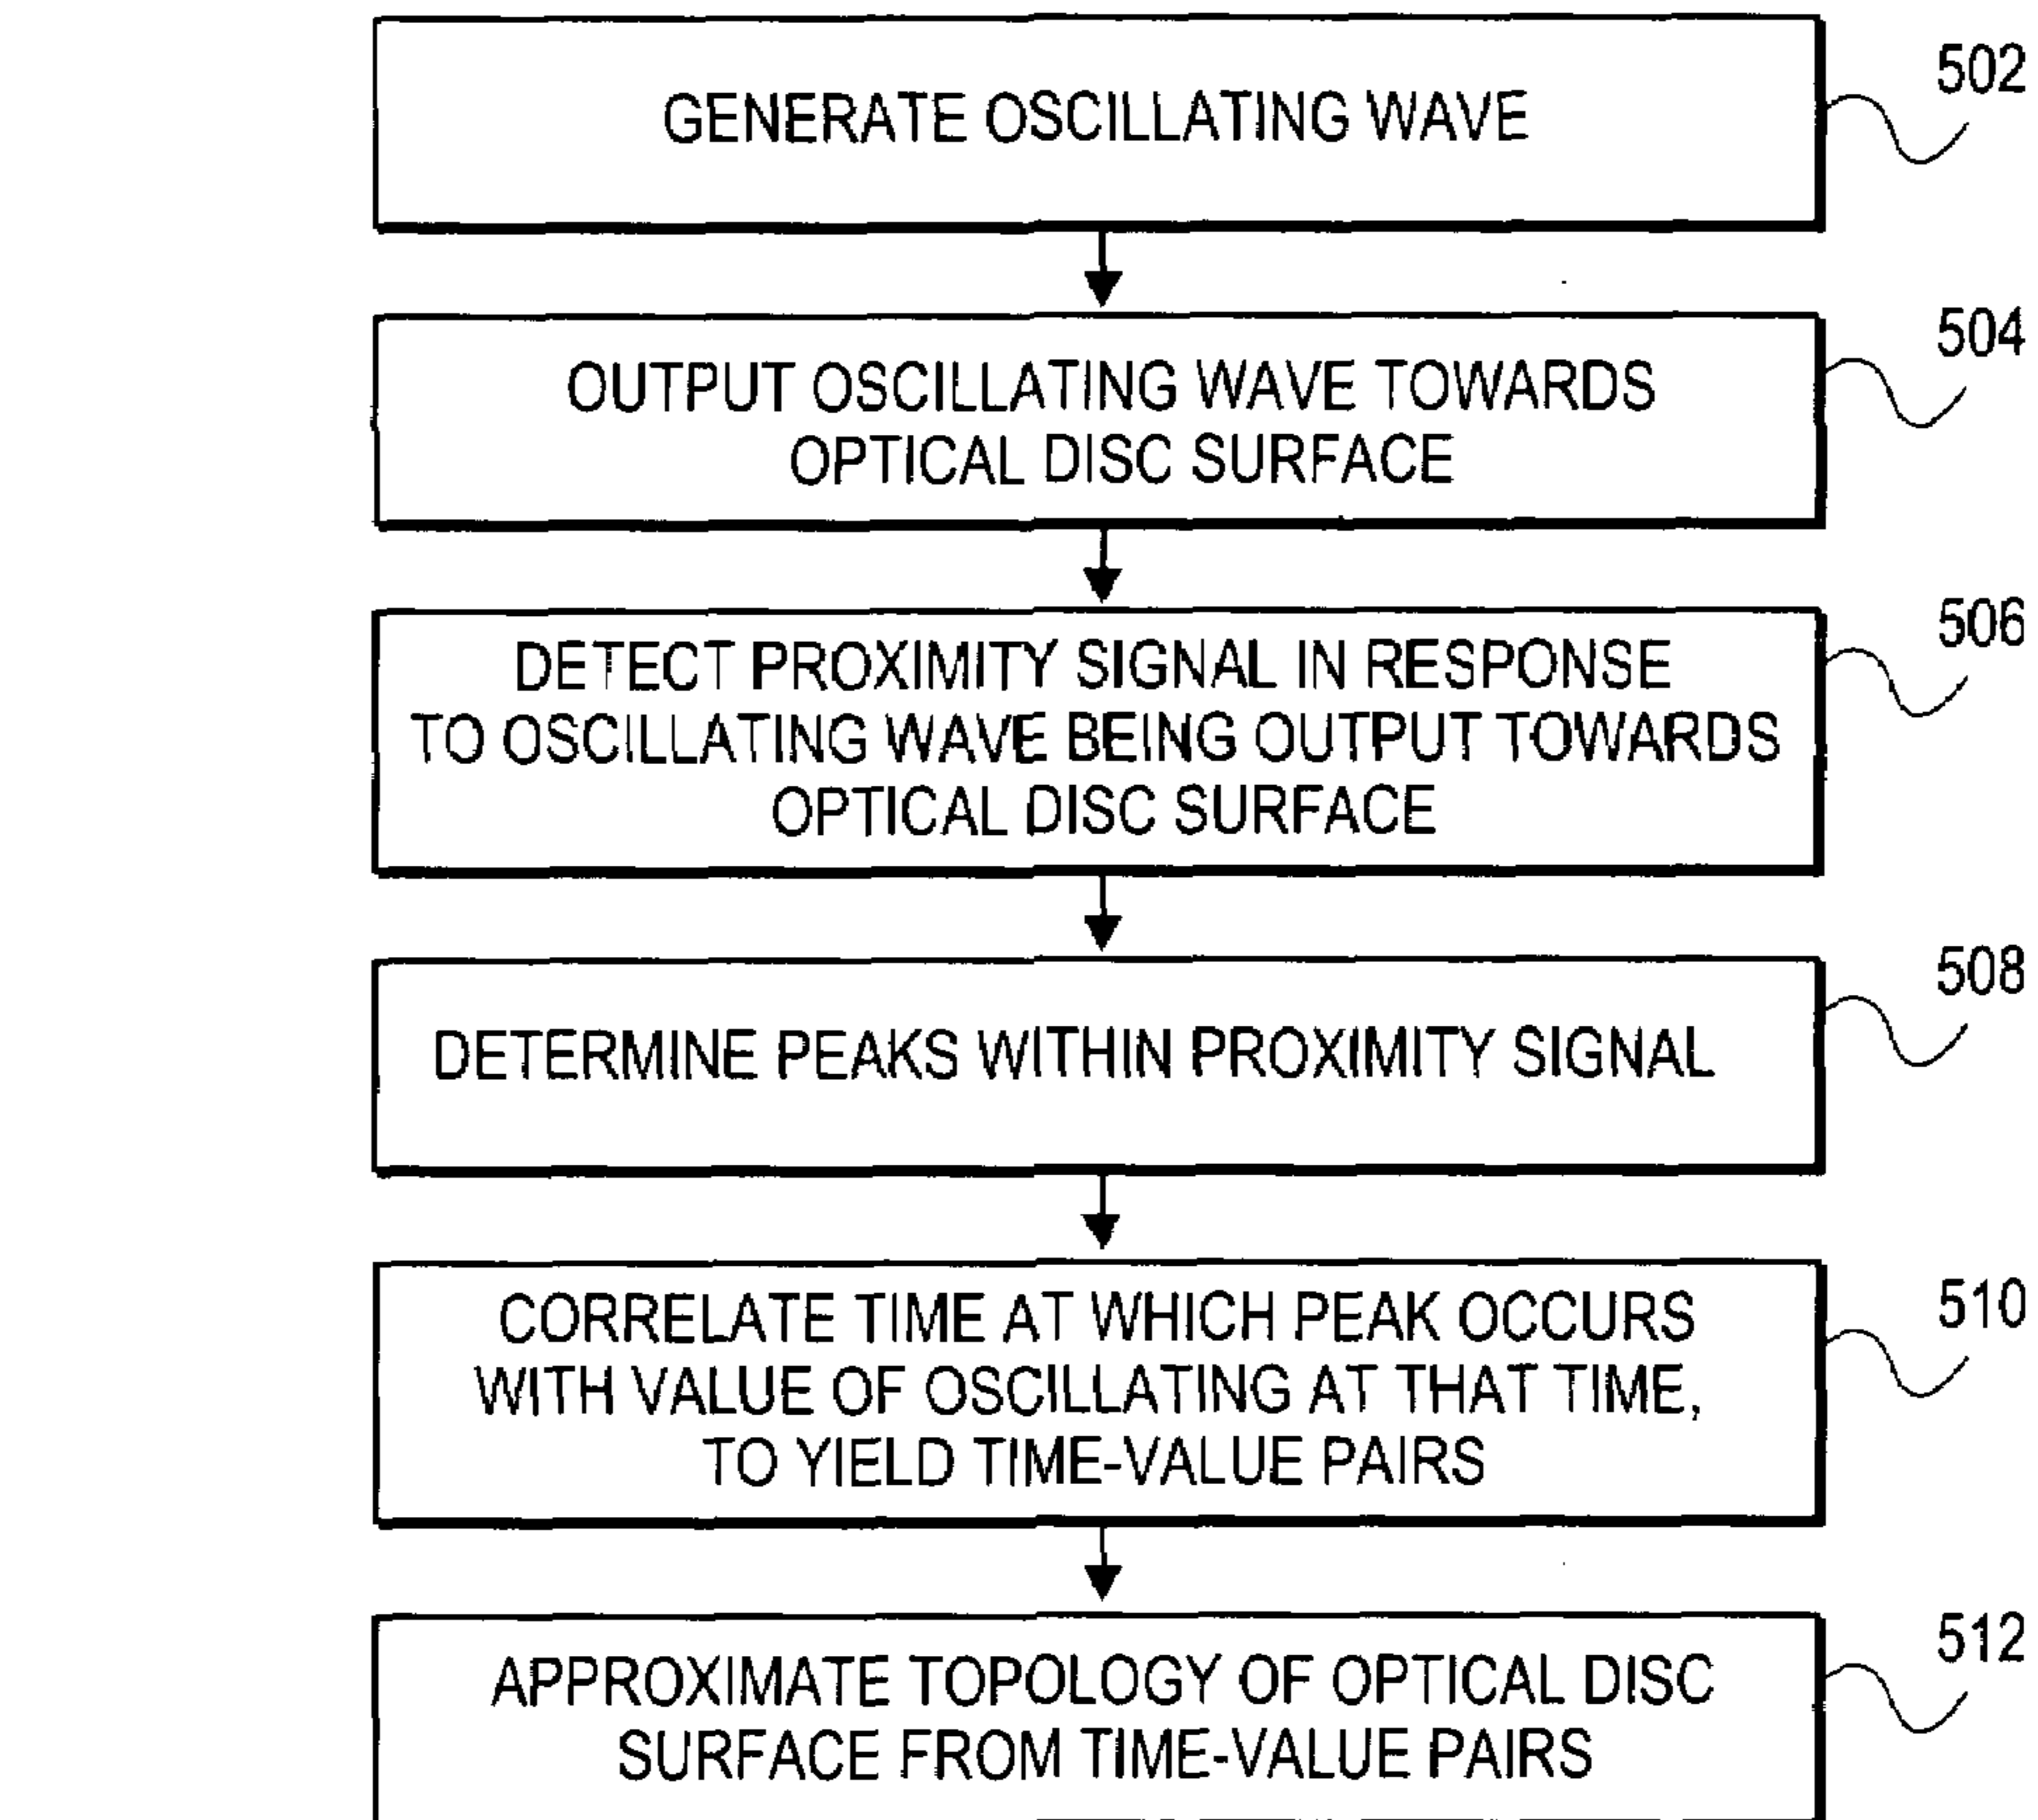 502
GENERATE OSCILLATING WAVE
504
OUTPUT OSCILLATING WAVE TOWARDS
OPTICAL DISC SURFACE
506
DETECT PROXIMITY SIGNAL IN RESPONSE
TO OSCILLATING WAVE BEING OUTPUT TOWARDS
OPTICAL DISC SURFACE
508
DETERMINE PEAKS WITHIN PROXIMITY SIGNAL
510
CORRELATE TIME AT WHICH PEAK OCCURS
WITH VALUE OF OSCILLATING AT THAT TIME,
TO YIELD TIME-VALUE PAIRS
512
APPROXIMATE TOPOLOGY OF OPTICAL DISC
SURFACE FROM TIME-VALUE PAIRS